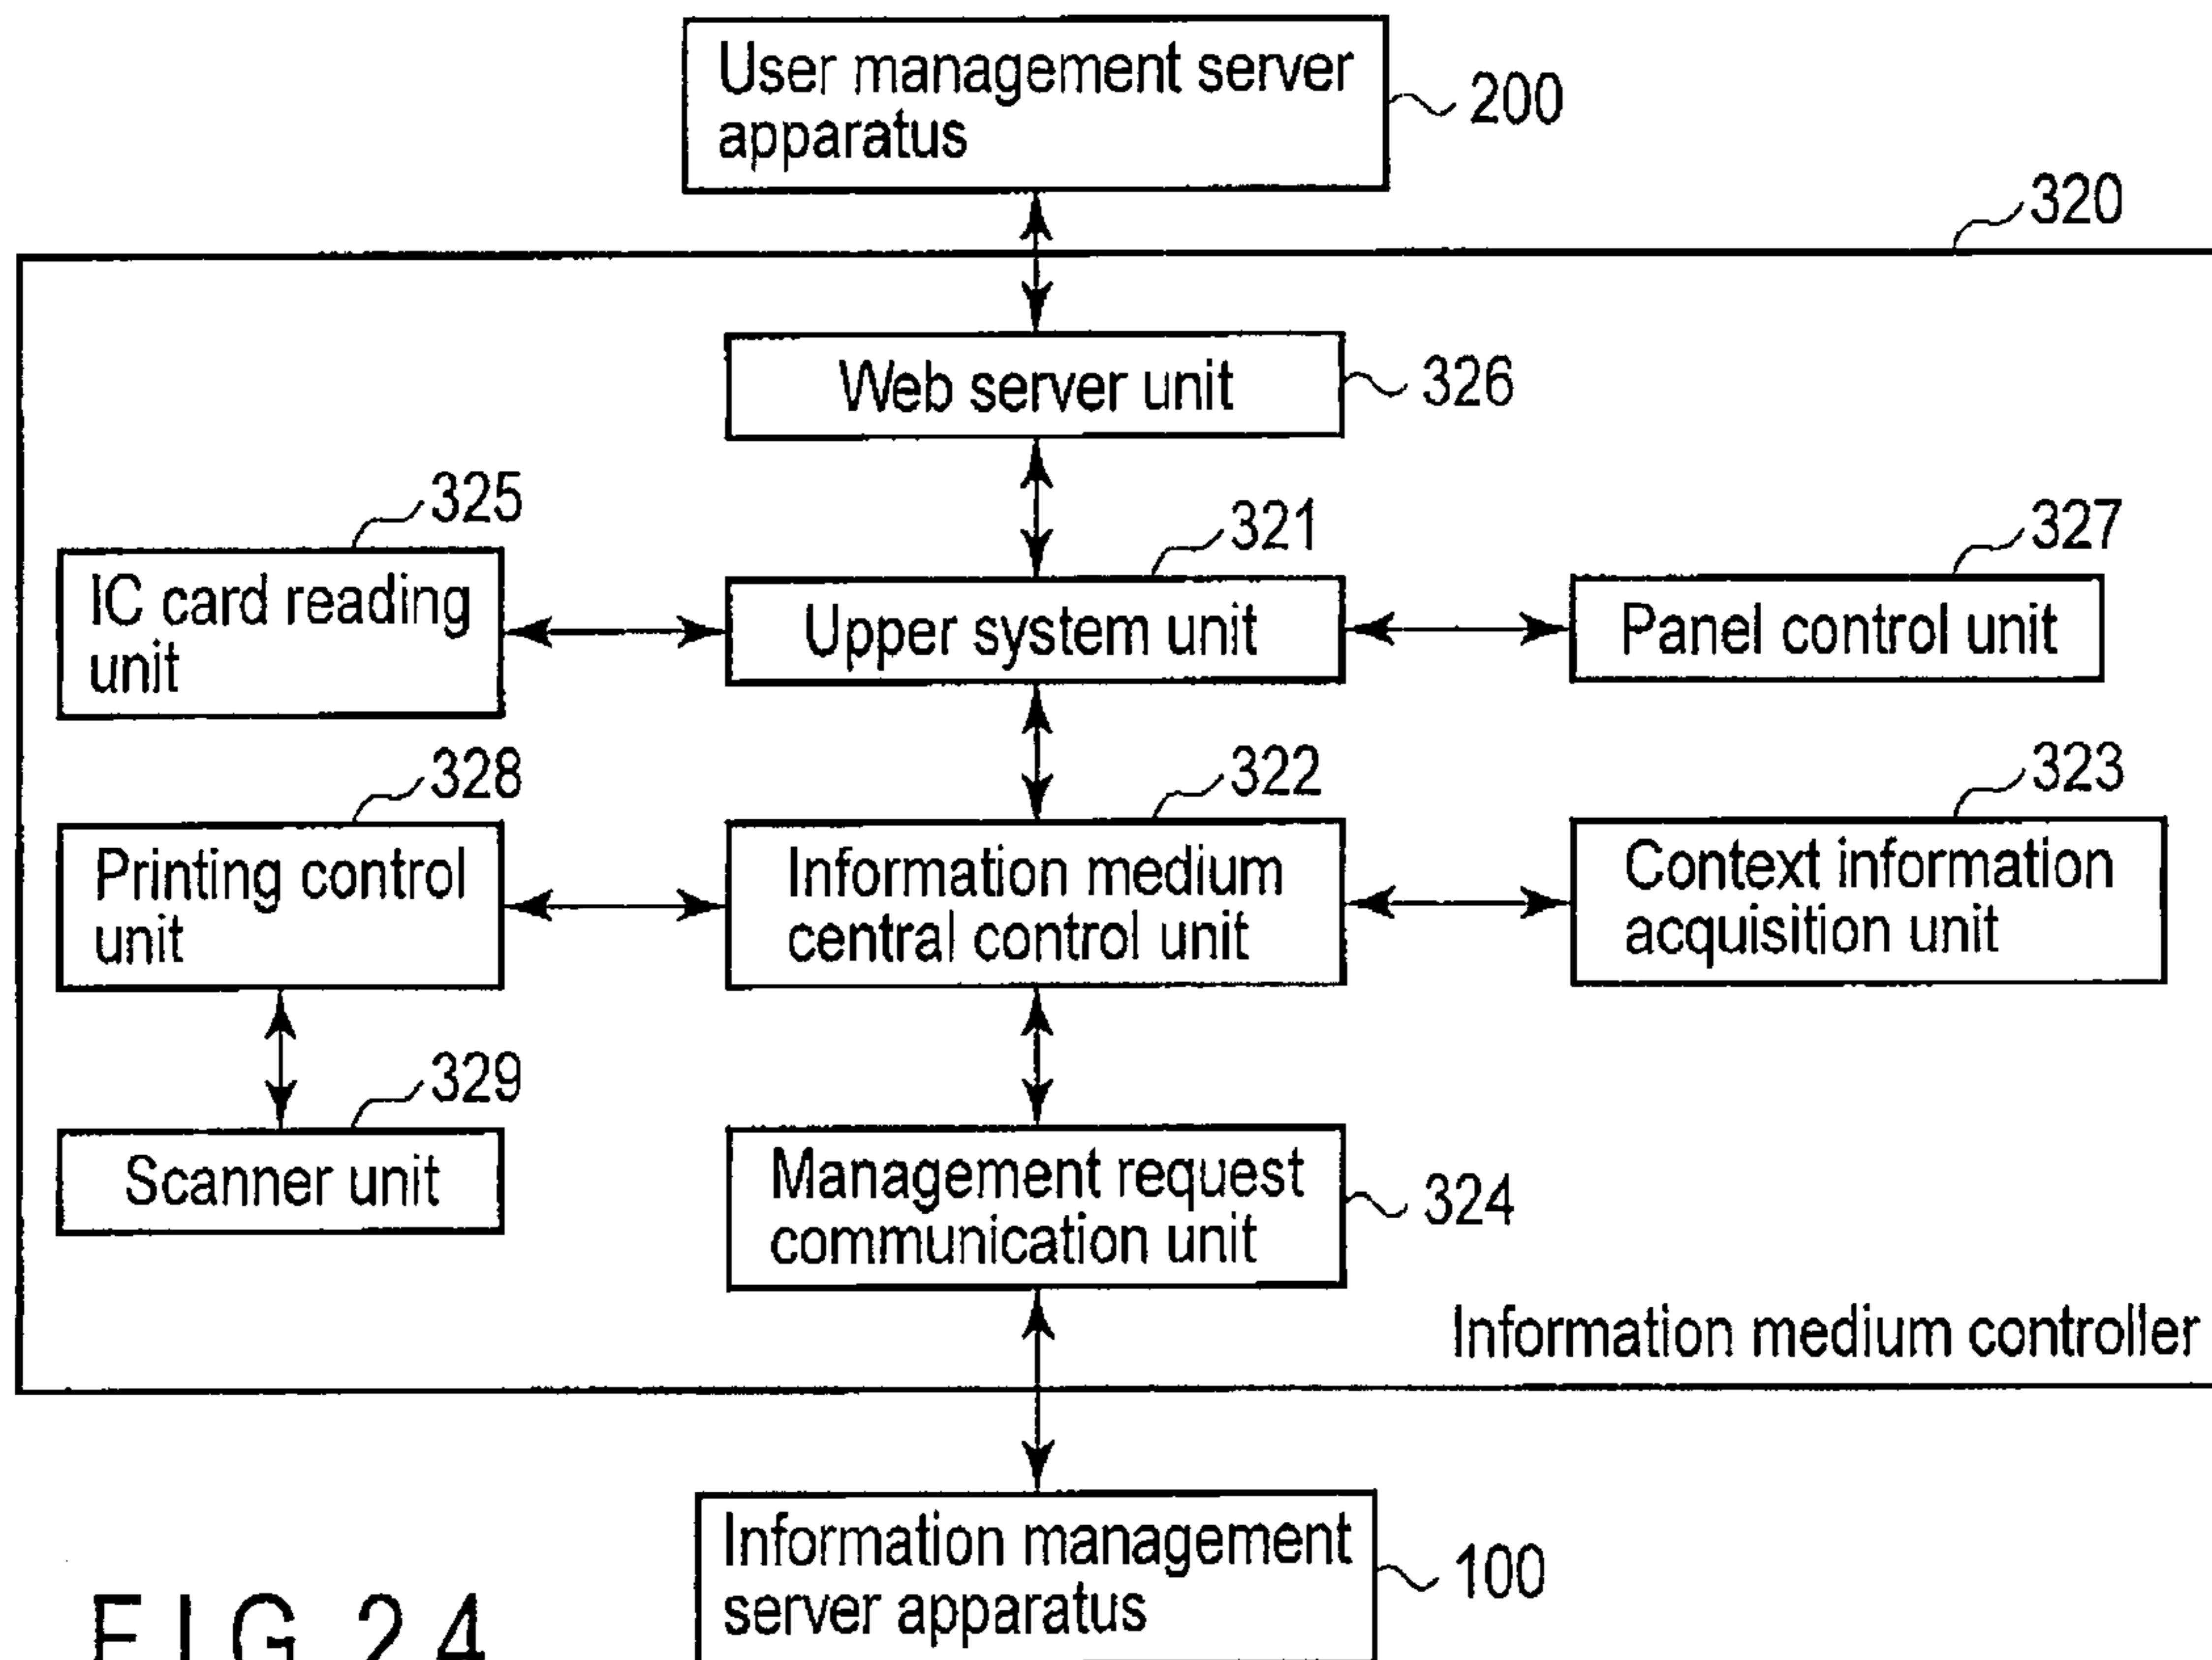 User management server
apparatus
200
320
Web server unit
326
325
321
327
IC card reading
unit
Upper system unit
Panel control unit
328
322
323
Printing control
unit
Information medium
central control unit
Context information
acquisition unit
329
Scanner unit
Management request
communication unit
324
Information medium controller
Information management
server apparatus
100
FIG.24